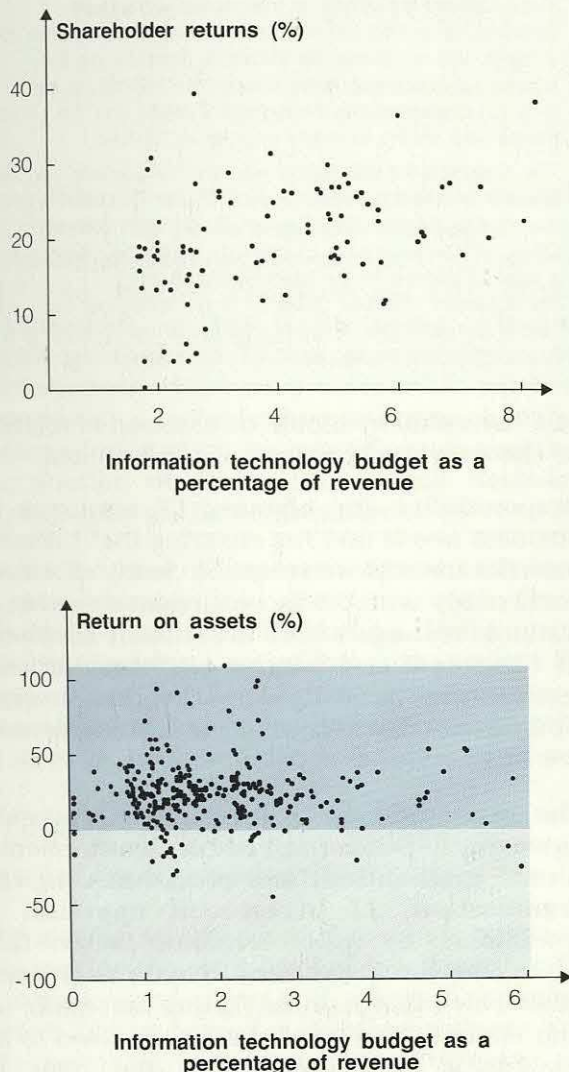 Shareholder returns (%)
40
30
20
10
0
2 4 6 8
Information technology budget as a
percentage of revenue
Return on assets (%)
100
50
0
-50
-100
0 1 2 3 4 5 6
Information technology budget as a
percentage of revenue